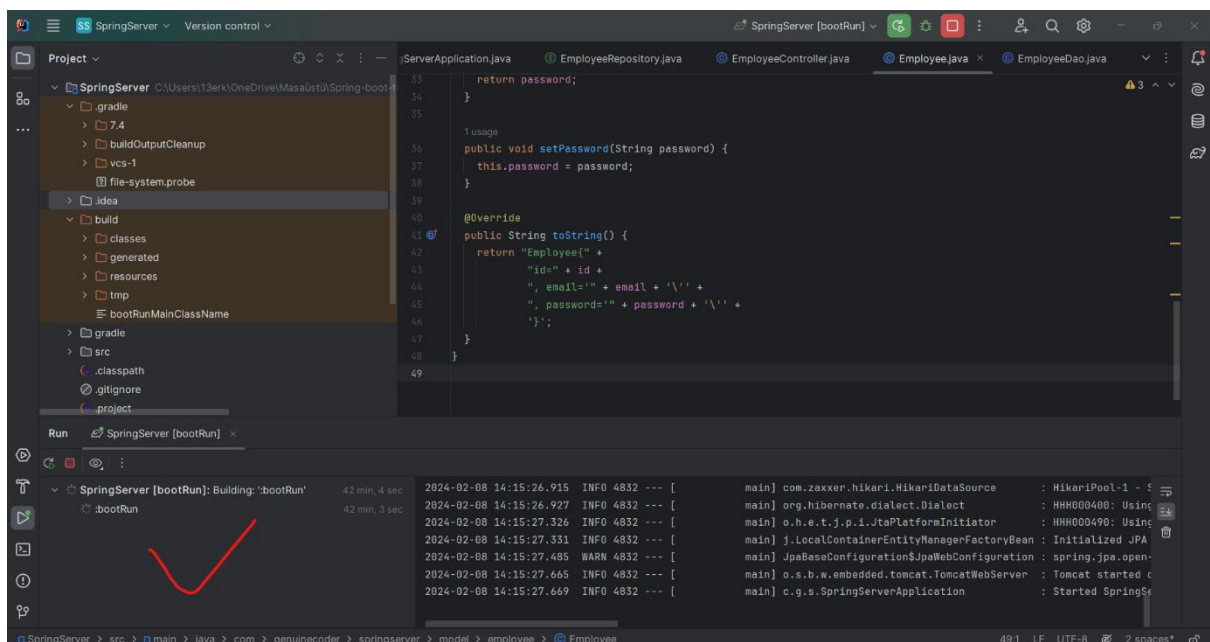 SS SpringServer Version control SpringServer [bootRun]
Project
SpringServer C:\Users\13erk\OneDrive\Masaüstü\Spring-boot-
.gradle
7.4
buildOutputCleanup
vcs-1
file-system.probe
.idea
build
classes
generated
resources
tmp
bootRunMainClassName
gradle
src
.classpath
.gitignore
.project
gServerApplication.java EmployeeRepository.java EmployeeController.java Employee.java EmployeeDao.java
3
33 return password;
34 }
35
1 usage
36 public void setPassword(String password) {
37 this.password = password;
38 }
39
40 @Override
41 public String toString() {
42 return "Employee{" +
43 "id=" + id +
44 ", email='" + email + '\'' +
45 ", password='" + password + '\'' +
46 '}';
47 }
48 }
49
Run SpringServer [bootRun]
SpringServer [bootRun]: Building ':bootRun' 42 min, 4 sec
:bootRun 42 min, 3 sec
2024-02-08 14:15:26.915 INFO 4832 --- [ main] com.zaxxer.hikari.HikariDataSource : HikariPool-1 - S
2024-02-08 14:15:26.927 INFO 4832 --- [ main] org.hibernate.dialect.Dialect : HHH000400: Using
2024-02-08 14:15:27.326 INFO 4832 --- [ main] o.h.e.t.j.p.i.JtaPlatformInitiator : HHH000490: Using
2024-02-08 14:15:27.331 INFO 4832 --- [ main] j.LocalContainerEntityManagerFactoryBean : Initialized JPA
2024-02-08 14:15:27.485 WARN 4832 --- [ main] JpaBaseConfiguration$JpaWebConfiguration : spring.jpa.open-
2024-02-08 14:15:27.665 INFO 4832 --- [ main] o.s.b.w.embedded.tomcat.TomcatWebServer : Tomcat started
2024-02-08 14:15:27.669 INFO 4832 --- [ main] c.g.s.SpringServerApplication : Started SpringSe
SpringServer > src > main > java > com > genuinecoder > springserver > model > employee > Employee 49:1 LF UTF-8 2 spaces*